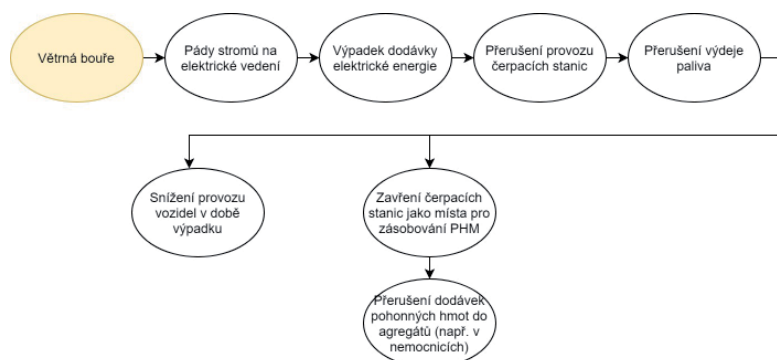 Větrná bouře
Pády stromů na
elektrické vedení
Výpadek dodávky
elektrické energie
Přerušení provozu
čerpacích stanic
Přerušení výdeje
paliva
Snížení provozu
vozidel v době
výpadku
Zavření čerpacích
stanic jako místa pro
zásobování PHM
Přerušení dodávek
pohonných hmot do
agregátů (např. v
nemocnicích)